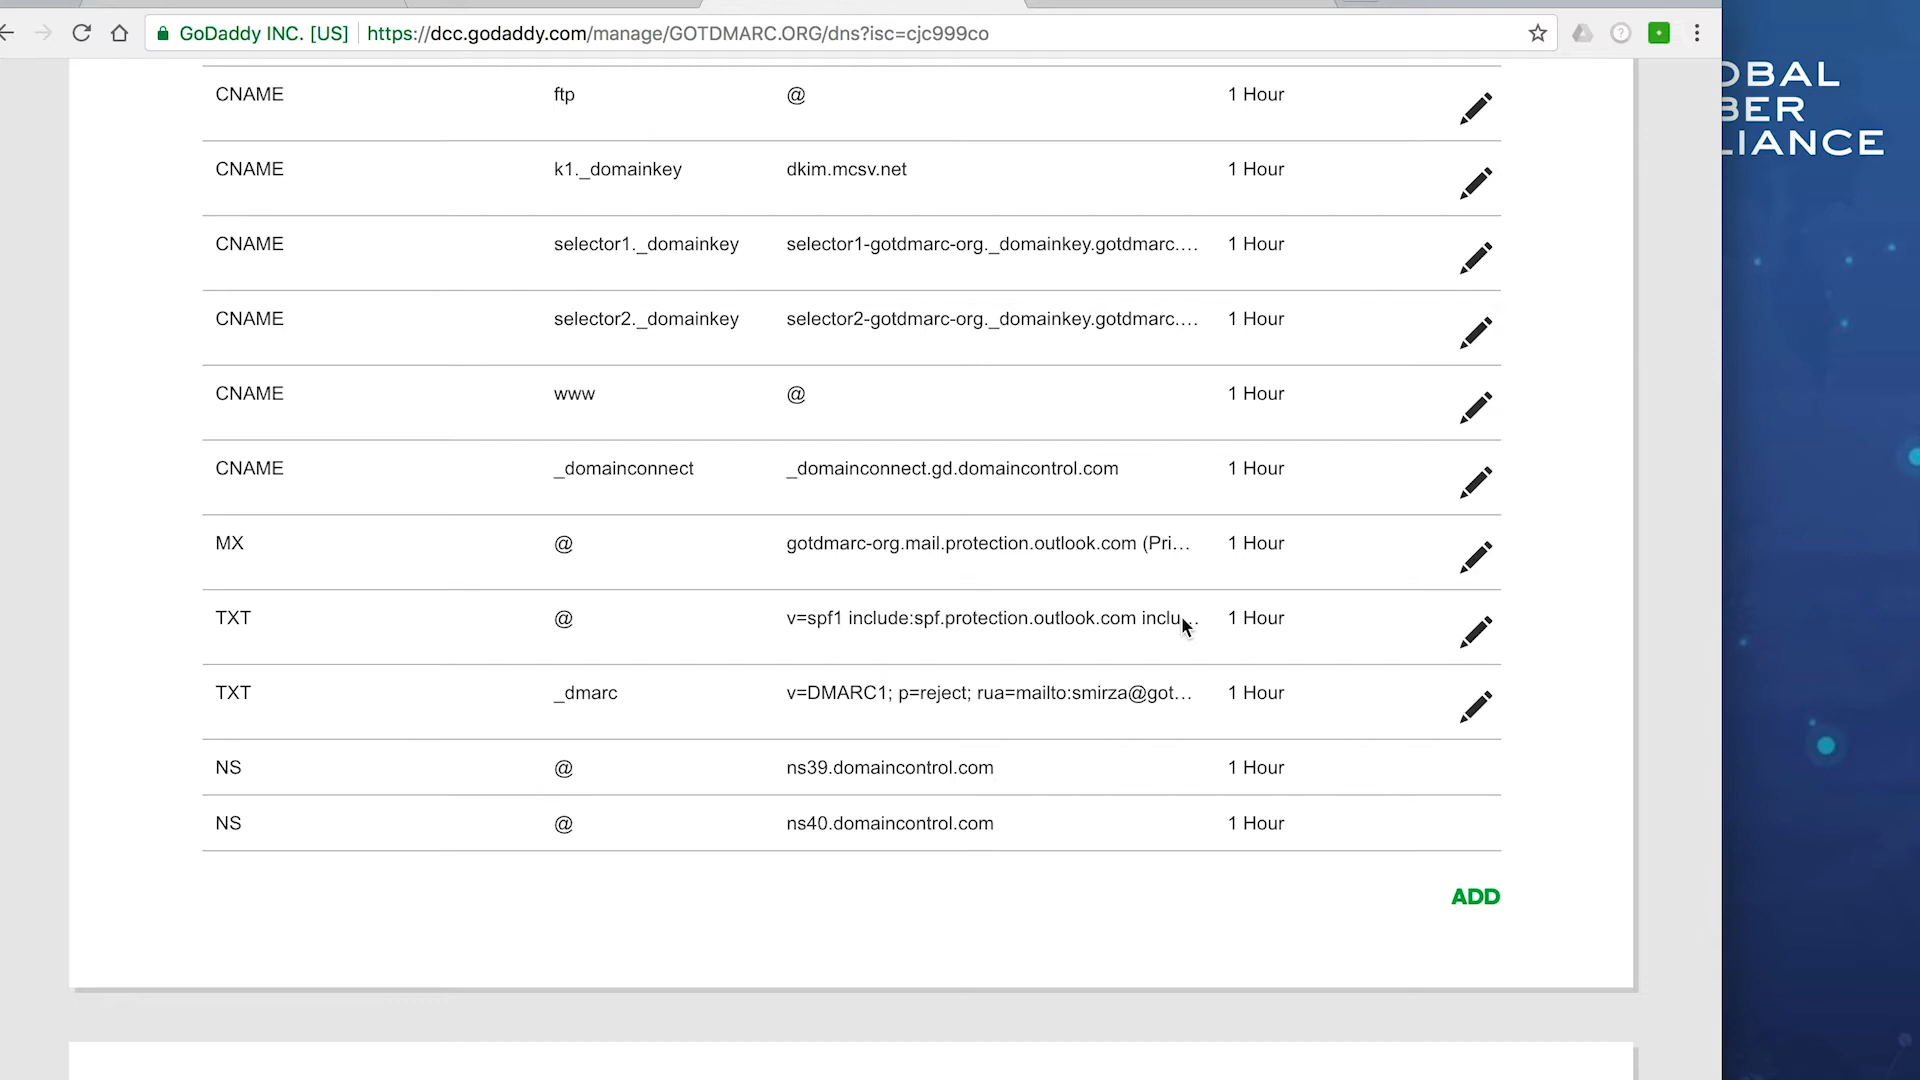 GoDaddy INC. [US] https://dcc.godaddy.com/manage/GOTDMARC.ORG/dns?isc=cjc999co
OBAL
BER
LIANCE
CNAME ftp @ 1 Hour
CNAME k1._domainkey dkim.mcsv.net 1 Hour
CNAME selector1._domainkey selector1-gotdmarc-org._domainkey.gotdmarc.… 1 Hour
CNAME selector2._domainkey selector2-gotdmarc-org._domainkey.gotdmarc.… 1 Hour
CNAME www @ 1 Hour
CNAME _domainconnect _domainconnect.gd.domaincontrol.com 1 Hour
MX @ gotdmarc-org.mail.protection.outlook.com (Pri… 1 Hour
TXT @ v=spf1 include:spf.protection.outlook.com inclu… 1 Hour
TXT _dmarc v=DMARC1; p=reject; rua=mailto:smirza@got… 1 Hour
NS @ ns39.domaincontrol.com 1 Hour
NS @ ns40.domaincontrol.com 1 Hour
ADD